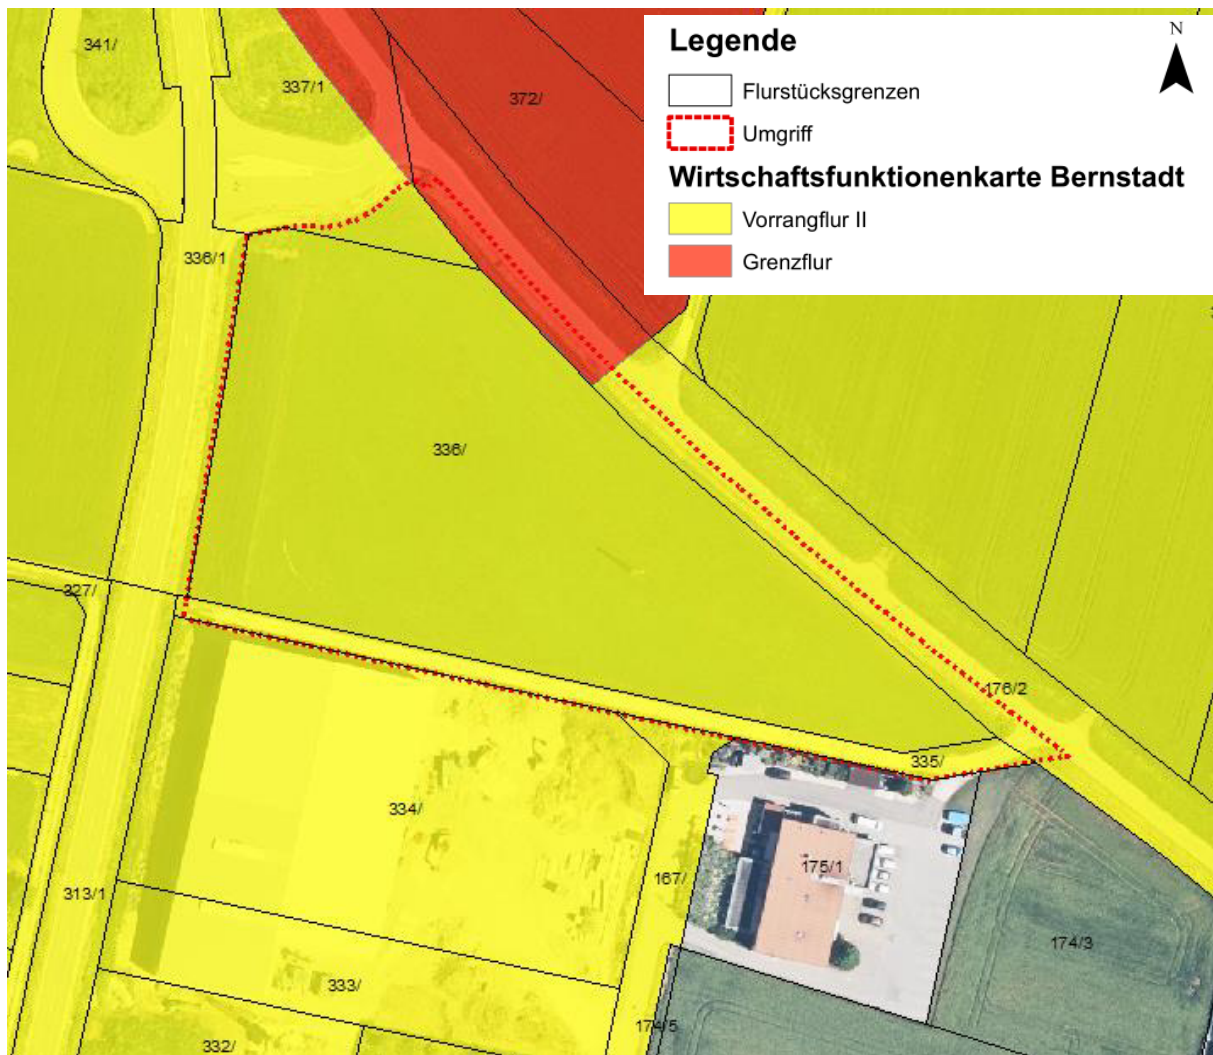 Legende
Flurstücksgrenzen
Umgriff
Wirtschaftsfunktionenkarte Bernstadt
Vorrangflur II
Grenzflur
N
341/
337/1
372/
336/1
336/
327/
176/2
335/
334/
175/1
167/
313/1
174/3
333/
174/5
332/